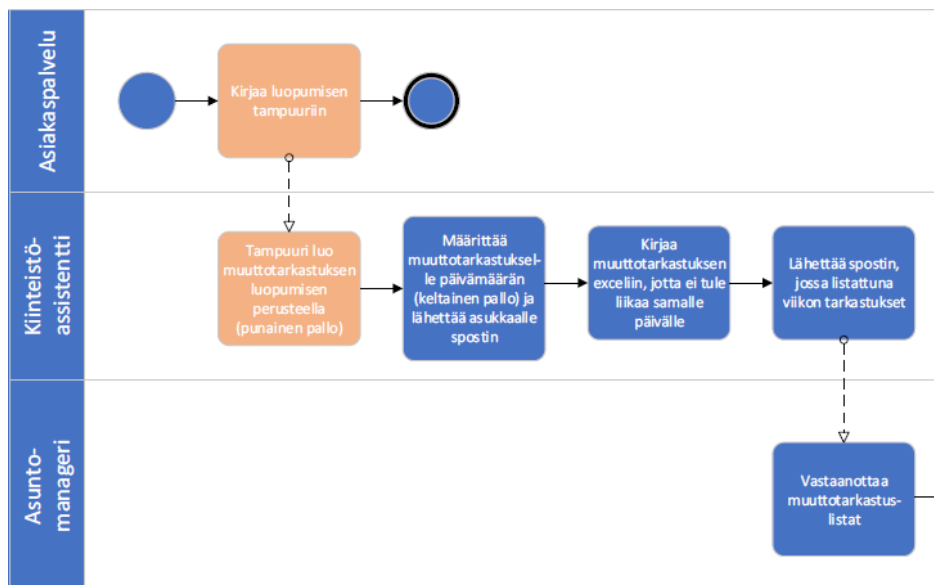 Asiakaspalvelu
Kirjaa luopumisen
tampuuriin
Kiinteistö-
assistentti
Tampuuri luo
muuttotarkastuksen
luopumisen
perusteella
(punainen pallo)
Määrittää
muuttotarkastuksel-
le päivämäärän
(keltainen pallo) ja
lähettää asukkaalle
spostin
Kirjaa
muuttotarkastuksen
exceliin, jotta ei tule
liikaa samalle
päivälle
Lähettää spostin,
jossa listattuna
viikon tarkastukset
Asunto-
manageri
Vastaanottaa
muuttotarkastus-
listat